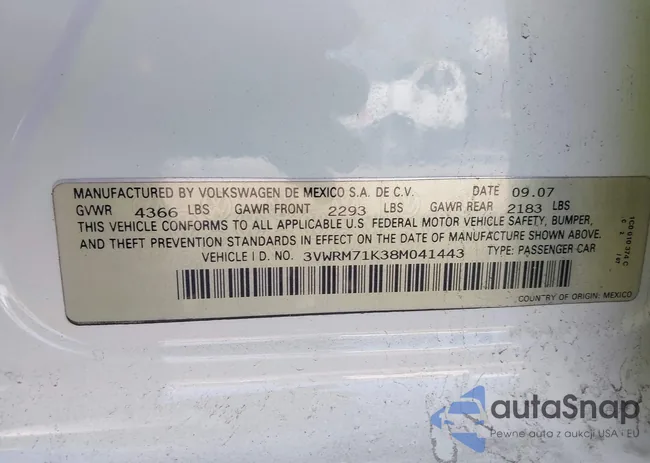 MANUFACTURED BY VOLKSWAGEN DE MEXICO S.A. DE C.V. DATE 09.07
GVWR 4366 LBS GAWR FRONT 2293 LBS GAWR REAR 2183 LBS
THIS VEHICLE CONFORMS TO ALL APPLICABLE U.S. FEDERAL MOTOR VEHICLE SAFETY, BUMPER,
AND THEFT PREVENTION STANDARDS IN EFFECT ON THE DATE OF MANUFACTURE SHOWN ABOVE.
VEHICLE I D. NO. 3VWRM71K38M041443 TYPE: PASSENGER CAR
COUNTRY OF ORIGIN: MEXICO
1C0 010 374 C
autaSnap
Pewne auta z aukcji USA i EU